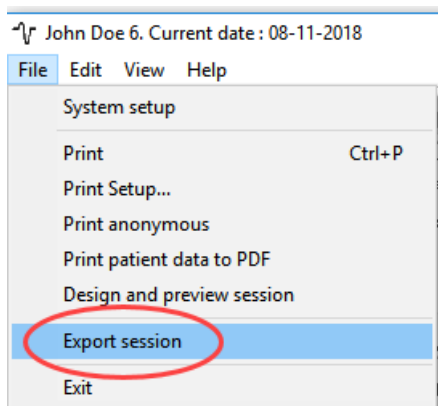 John Doe 6. Current date : 08-11-2018
File Edit View Help
System setup
Print Ctrl+P
Print Setup...
Print anonymous
Print patient data to PDF
Design and preview session
Export session
Exit